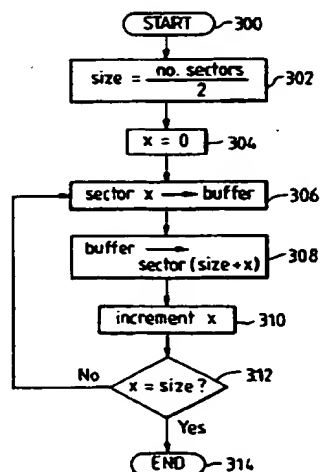 START 300
size = no. sectors / 2 302
x = 0 304
sector x → buffer 306
buffer →
sector (size + x) 308
increment x 310
No x = size ? 312
Yes
END 314